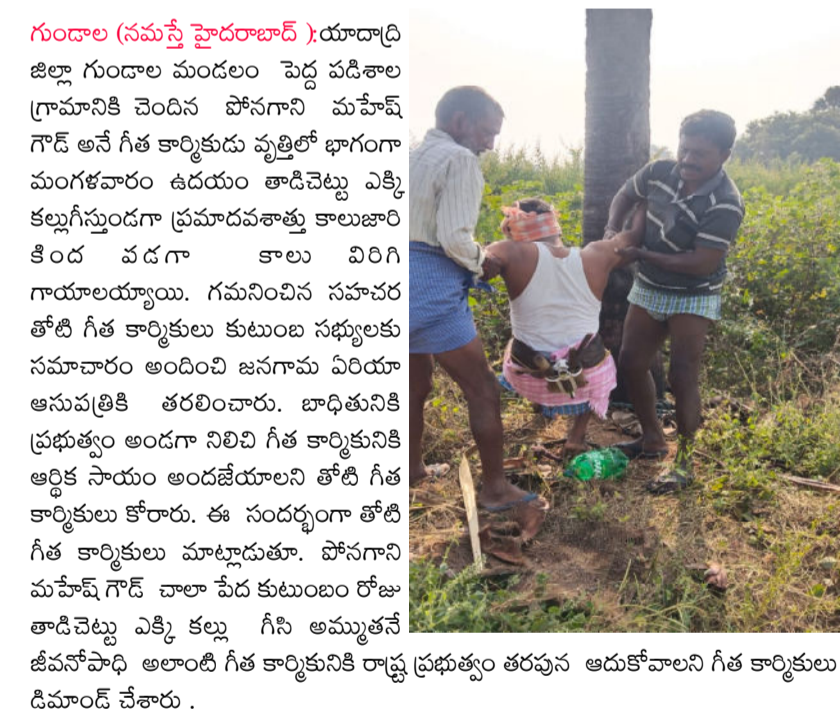 గుండాల (నమస్తే హైదరాబాద్ ):యాదాద్రి
జిల్లా గుండాల మండలం పెద్ద పడిశాల
గ్రామానికి చెందిన పోనగాని మహేష్
గౌడ్ అనే గీత కార్మికుడు వృత్తిలో భాగంగా
మంగళవారం ఉదయం తాడిచెట్టు ఎక్కి
కల్లుగీస్తుండగా ప్రమాదవశాత్తు కాలుజారి
కింద వడగా కాలు విరిగి
గాయాలయ్యాయి. గమనించిన సహచర
తోటి గీత కార్మికులు కుటుంబ సభ్యులకు
సమాచారం అందించి జనగామ ఏరియా
ఆసుపత్రికి తరలించారు. బాధితునికి
ప్రభుత్వం అండగా నిలిచి గీత కార్మికునికి
ఆర్థిక సాయం అందజేయాలని తోటి గీత
కార్మికులు కోరారు. ఈ సందర్భంగా తోటి
గీత కార్మికులు మాట్లాడుతూ. పోనగాని
మహేష్ గౌడ్ చాలా పేద కుటుంబం రోజు
తాడిచెట్టు ఎక్కి కల్లు గీసి అమ్ముతనే
జీవనోపాధి అలాంటి గీత కార్మికునికి రాష్ట్ర ప్రభుత్వం తరపున ఆదుకోవాలని గీత కార్మికులు
డిమాండ్ చేశారు .